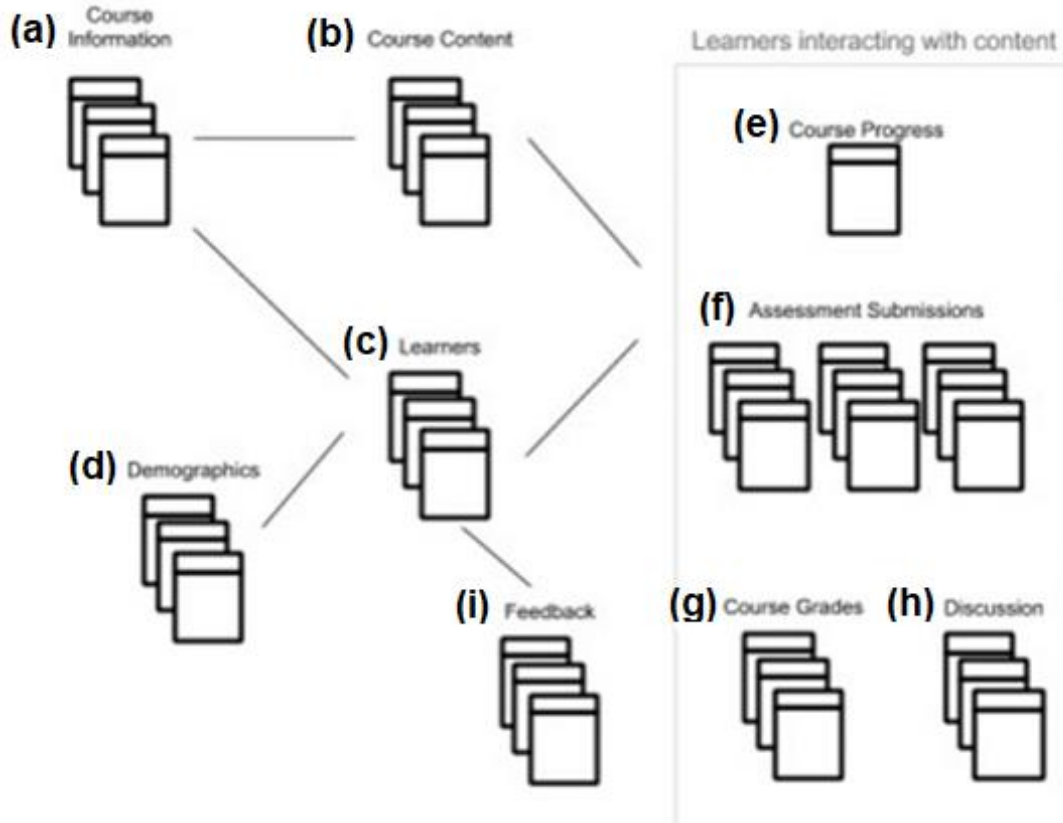 (a) Course
Information
(b) Course Content
Learners interacting with content
(e) Course Progress
(f) Assessment Submissions
(c) Learners
(d) Demographics
(i) Feedback
(g) Course Grades
(h) Discussion